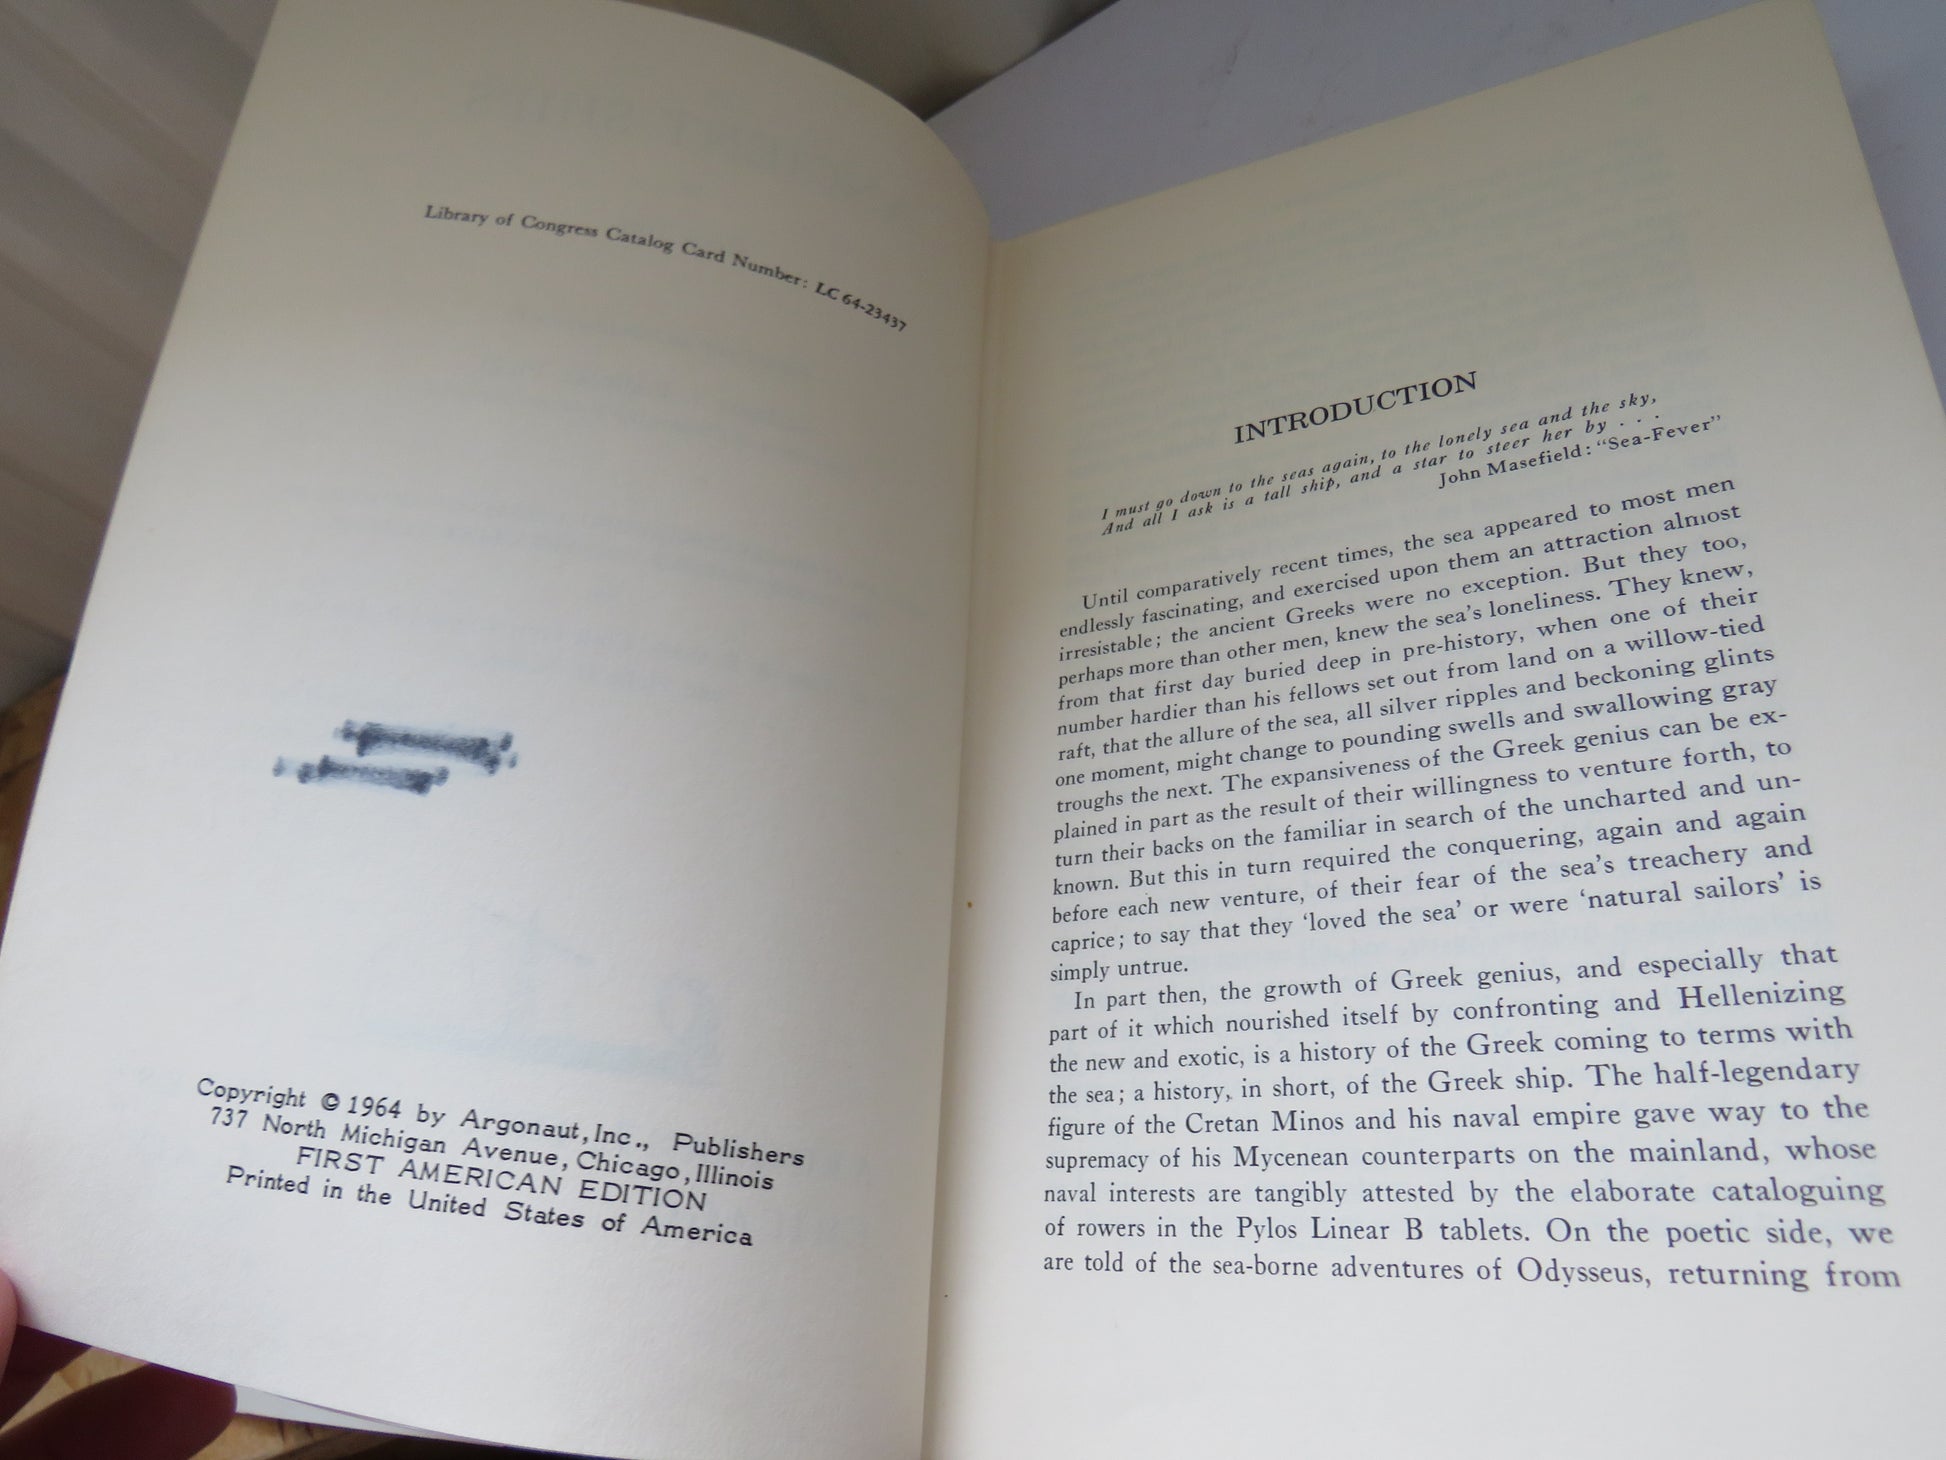 Library of Congress Catalog Card Number: LC 64-23437
Copyright © 1964 by Argonaut, Inc., Publishers
737 North Michigan Avenue, Chicago, Illinois
FIRST AMERICAN EDITION
Printed in the United States of America
INTRODUCTION
I must go down to the seas again, to the lonely sea and the sky,
And all I ask is a tall ship, and a star to steer her by . . .
John Masefield: “Sea-Fever”
Until comparatively recent times, the sea appeared to most men
endlessly fascinating, and exercised upon them an attraction almost
irresistable; the ancient Greeks were no exception. But they too,
perhaps more than other men, knew the sea’s loneliness. They knew,
from that first day buried deep in pre-history, when one of their
number hardier than his fellows set out from land on a willow-tied
raft, that the allure of the sea, all silver ripples and beckoning glints
one moment, might change to pounding swells and swallowing gray
troughs the next. The expansiveness of the Greek genius can be ex-
plained in part as the result of their willingness to venture forth, to
turn their backs on the familiar in search of the uncharted and un-
known. But this in turn required the conquering, again and again
before each new venture, of their fear of the sea’s treachery and
caprice; to say that they ‘loved the sea’ or were ‘natural sailors’ is
simply untrue.
In part then, the growth of Greek genius, and especially that
part of it which nourished itself by confronting and Hellenizing
the new and exotic, is a history of the Greek coming to terms with
the sea; a history, in short, of the Greek ship. The half-legendary
figure of the Cretan Minos and his naval empire gave way to the
supremacy of his Mycenean counterparts on the mainland, whose
naval interests are tangibly attested by the elaborate cataloguing
of rowers in the Pylos Linear B tablets. On the poetic side, we
are told of the sea-borne adventures of Odysseus, returning from